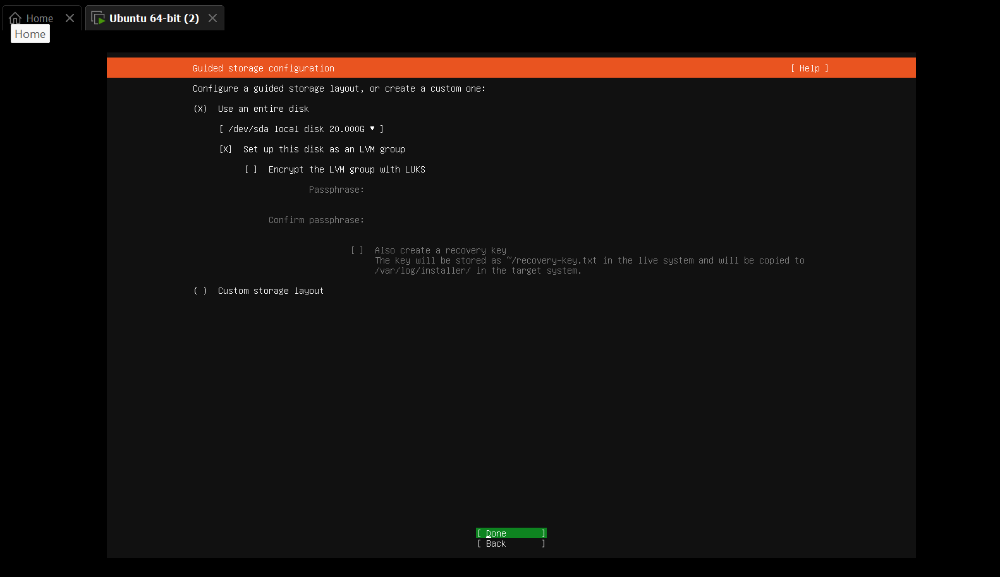 Home
Ubuntu 64-bit (2)
Home
Guided storage configuration [ Help ]
Configure a guided storage layout, or create a custom one:
(X) Use an entire disk
[ /dev/sda local disk 20.000G ▾ ]
[X] Set up this disk as an LVM group
[ ] Encrypt the LVM group with LUKS
Passphrase:
Confirm passphrase:
[ ] Also create a recovery key
The key will be stored as ~/recovery-key.txt in the live system and will be copied to
/var/log/installer/ in the target system.
( ) Custom storage layout
[ Done ]
[ Back ]